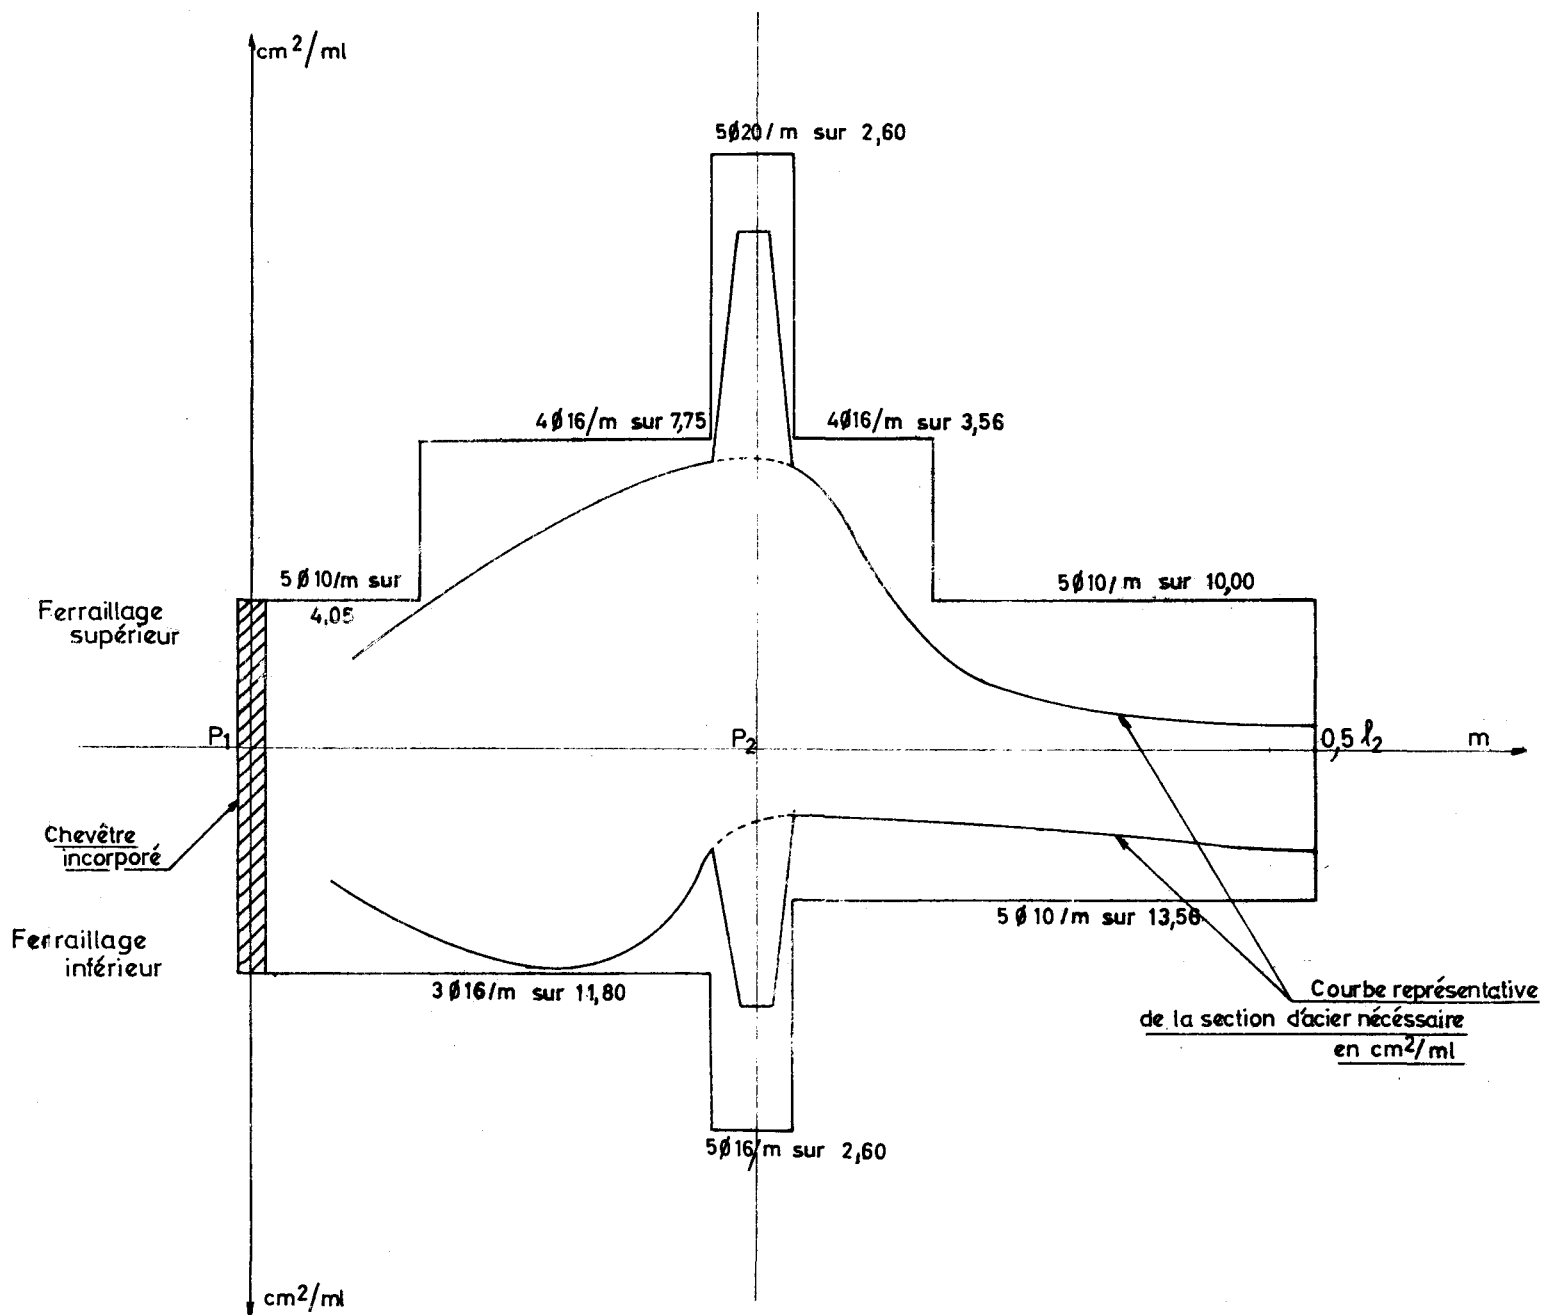 cm²/ml
5ø20/m sur 2,60
4ø16/m sur 7,75
4ø16/m sur 3,56
5ø10/m sur
4,05
5ø10/m sur 10,00
Ferraillage
supérieur
P₁
P₂
0,5 l₂
m
Chevêtre
incorporé
5ø10/m sur 13,56
Ferraillage
inférieur
3ø16/m sur 11,80
Courbe représentative
de la section d'acier nécéssaire
en cm²/ml
5ø16/m sur 2,60
cm²/ml